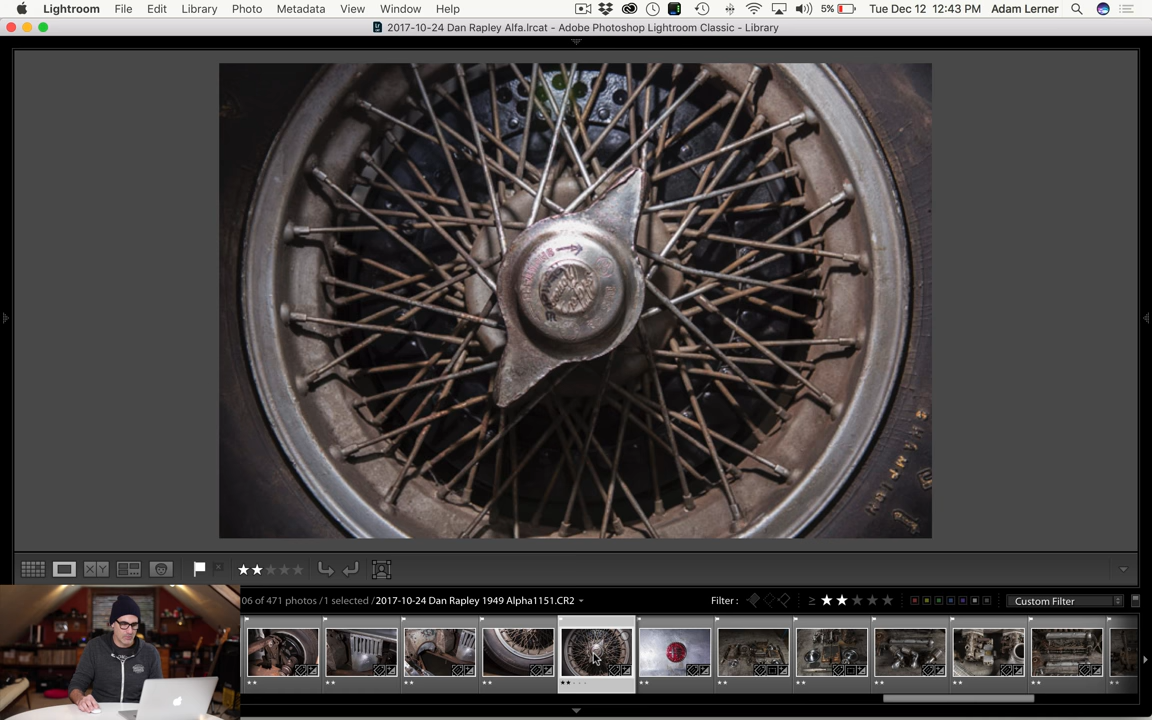 Lightroom File Edit Library Photo Metadata View Window Help 5% Tue Dec 12 12:43 PM Adam Lerner
2017-10-24 Dan Rapley Alfa.lrcat - Adobe Photoshop Lightroom Classic - Library
XY
06 of 471 photos / 1 selected / 2017-10-24 Dan Rapley 1949 Alpha1151.CR2 Filter : ≥ Custom Filter